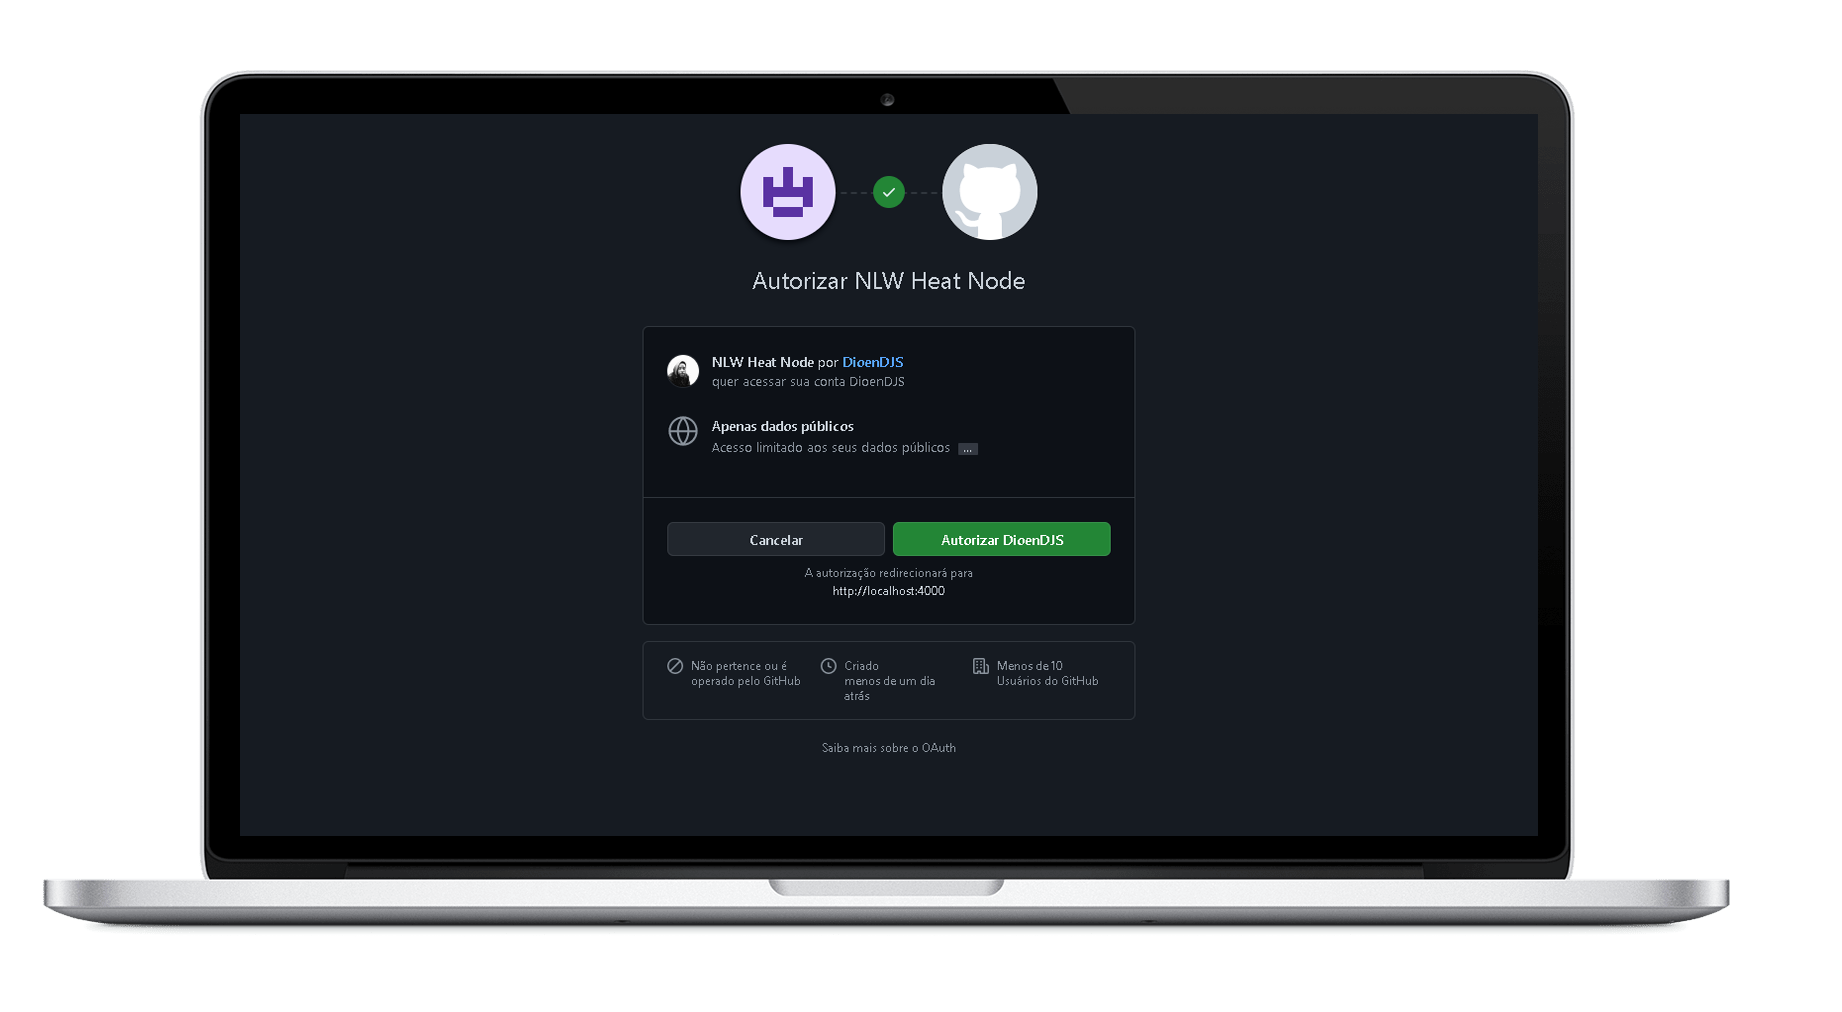 Autorizar NLW Heat Node
NLW Heat Node por DioenDJS
quer acessar sua conta DioenDJS
Apenas dados públicos
Acesso limitado aos seus dados públicos ...
Cancelar
Autorizar DioenDJS
A autorização redirecionará para
http://localhost:4000
Não pertence ou é
operado pelo GitHub
Criado
menos de um dia
atrás
Menos de 10
Usuários do GitHub
Saiba mais sobre o OAuth